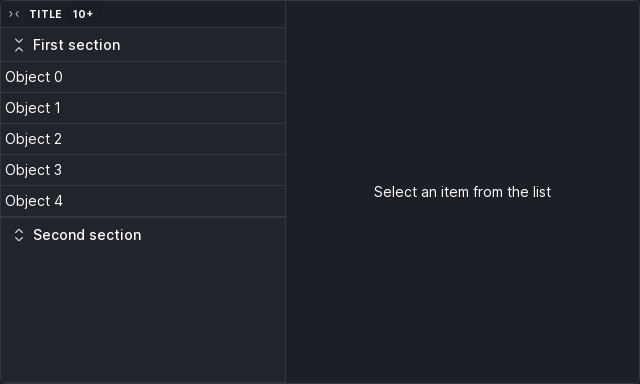 TITLE 10+
First section
Object 0
Object 1
Object 2
Object 3
Object 4
Second section
Select an item from the list